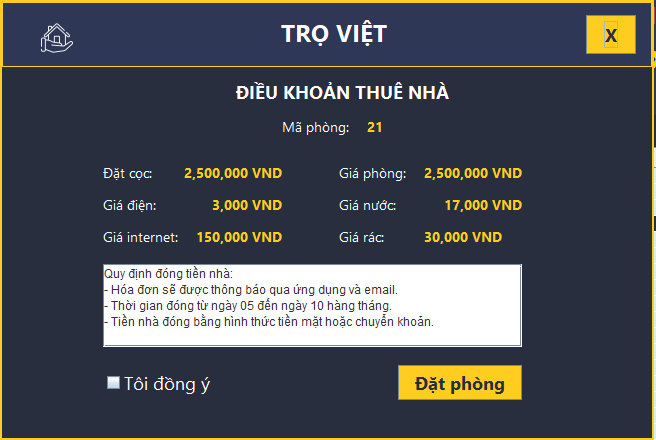 TRỌ VIỆT
X
ĐIỀU KHOẢN THUÊ NHÀ
Mã phòng: 21
Đặt cọc: 2,500,000 VND Giá phòng: 2,500,000 VND
Giá điện: 3,000 VND Giá nước: 17,000 VND
Giá internet: 150,000 VND Giá rác: 30,000 VND
Quy định đóng tiền nhà:
- Hóa đơn sẽ được thông báo qua ứng dụng và email.
- Thời gian đóng từ ngày 05 đến ngày 10 hàng tháng.
- Tiền nhà đóng bằng hình thức tiền mặt hoặc chuyển khoản.
Tôi đồng ý
Đặt phòng